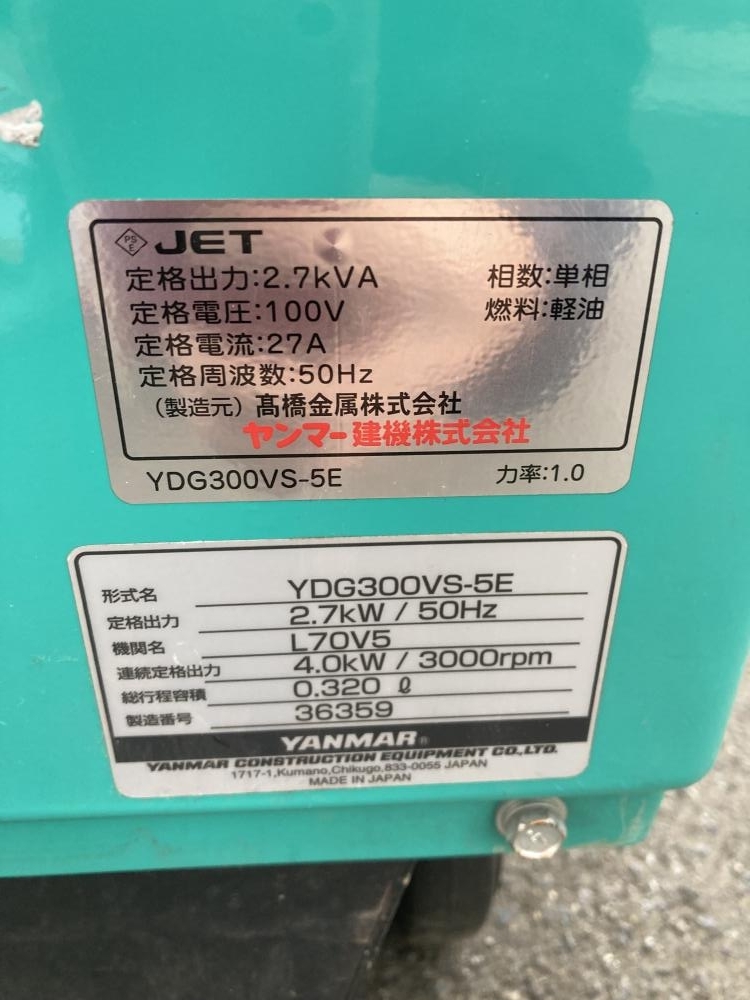 PS E JET
定格出力:2.7kVA 相数:単相
定格電圧:100V 燃料:軽油
定格電流:27A
定格周波数:50Hz
(製造元) 髙橋金属株式会社
ヤンマー建機株式会社
YDG300VS-5E 力率:1.0
形式名 YDG300VS-5E
定格出力 2.7kW / 50Hz
機関名 L70V5
連続定格出力 4.0kW / 3000rpm
総行程容積 0.320 ℓ
製造番号 36359
YANMAR®
YANMAR CONSTRUCTION EQUIPMENT CO.,LTD.
1717-1,Kumano,Chikugo,833-0055 JAPAN
MADE IN JAPAN